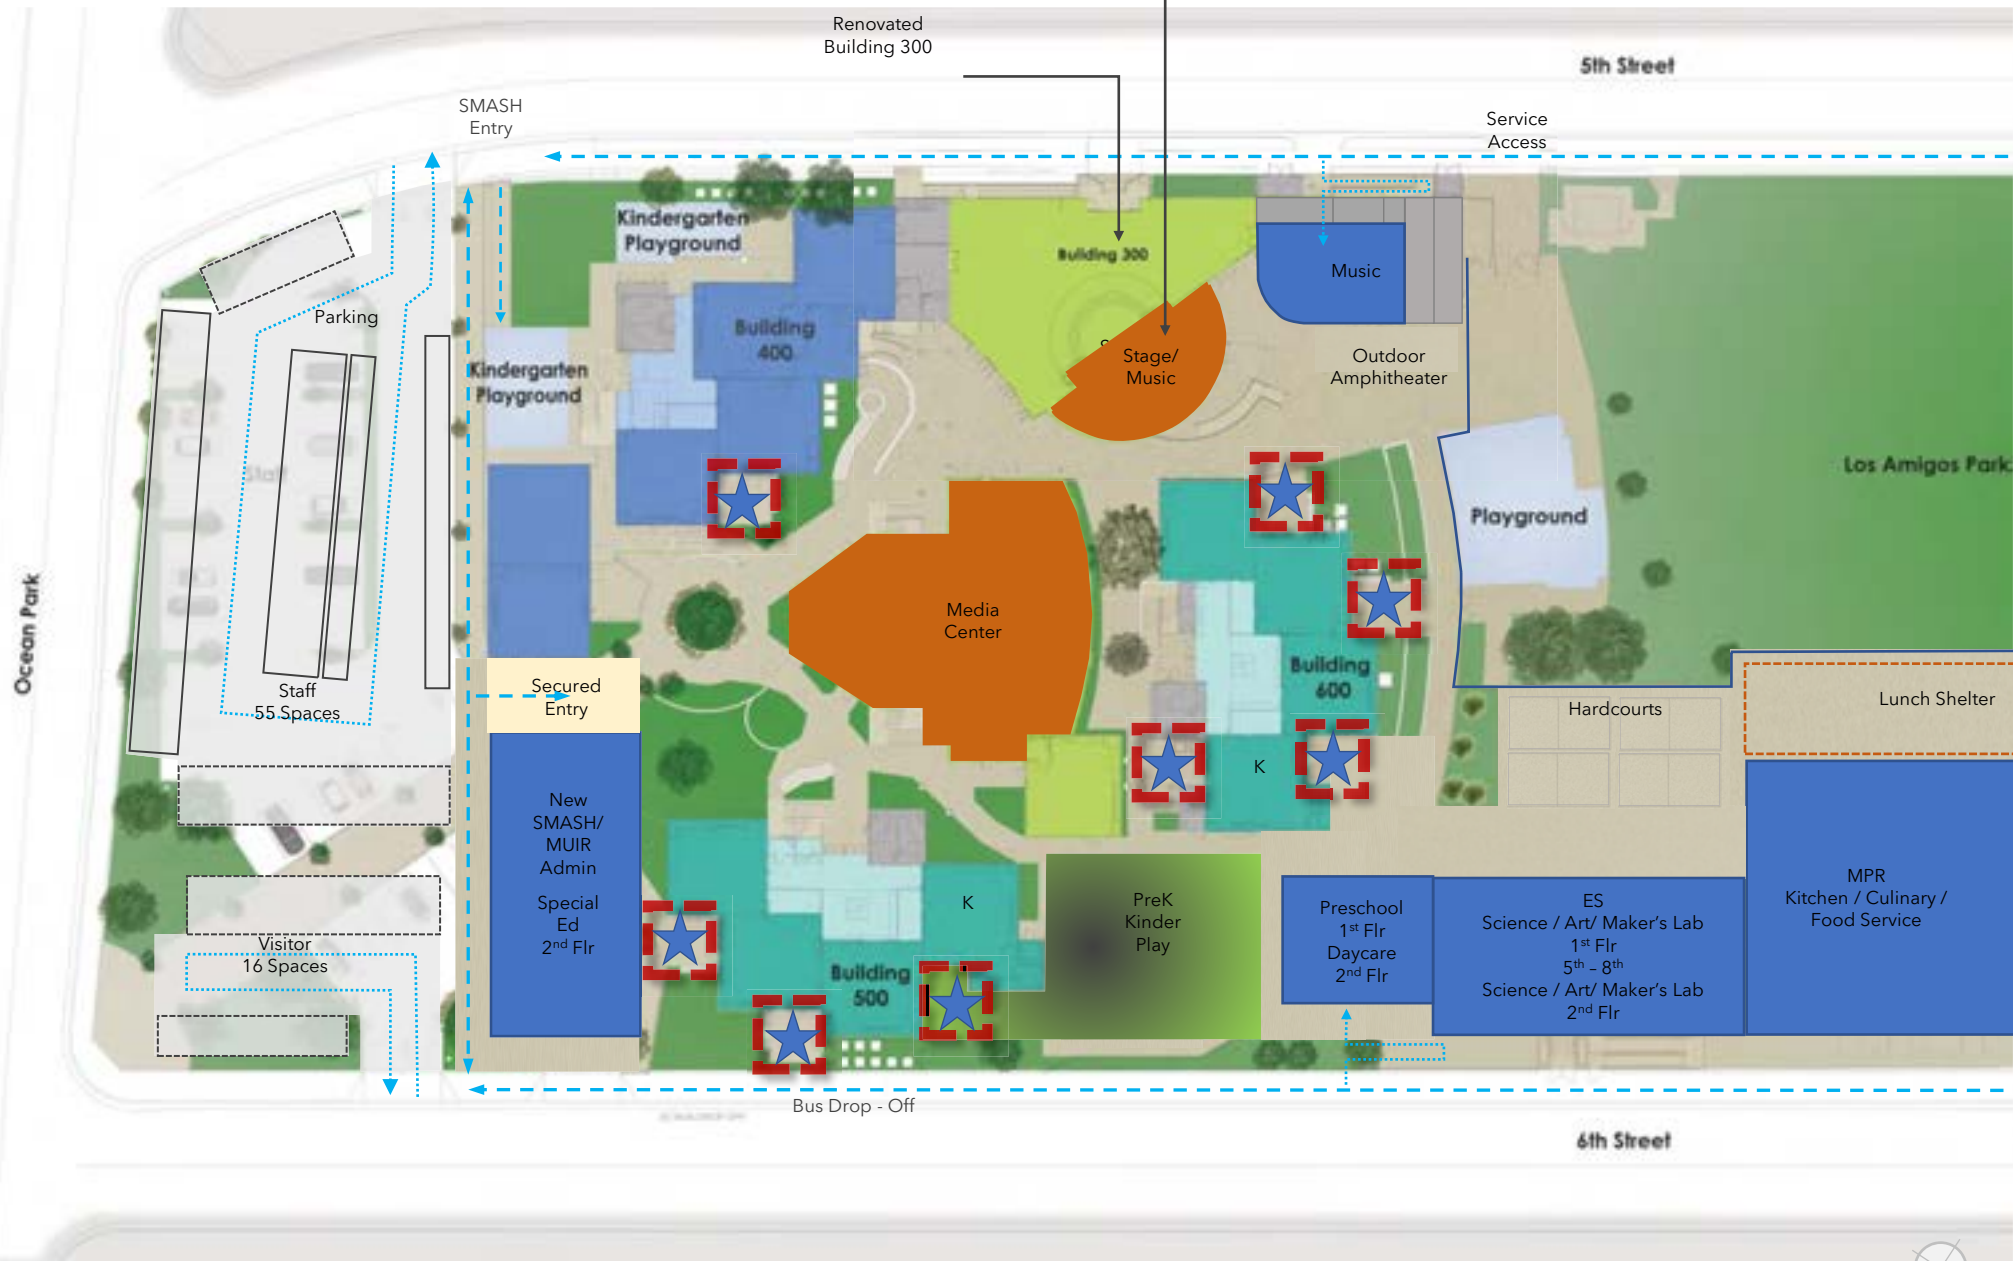 Renovated
Building 300
5th Street
SMASH
Entry
Service
Access
Kindergarten
Playground
Building 300
Music
Parking
Building
400
Stage/
Music
Outdoor
Amphitheater
Kindergarten
Playground
Staff
Los Amigos Park
Playground
Ocean Park
Media
Center
Secured
Entry
Building
600
Staff
55 Spaces
Hardcourts
Lunch Shelter
K
New
SMASH/
MUIR
Admin
Special
Ed
2nd Flr
K
PreK
Kinder
Play
Preschool
1st Flr
Daycare
2nd Flr
ES
Science / Art/ Maker's Lab
1st Flr
5th – 8th
Science / Art/ Maker's Lab
2nd Flr
MPR
Kitchen / Culinary /
Food Service
Visitor
16 Spaces
Building
500
Bus Drop - Off
6th Street